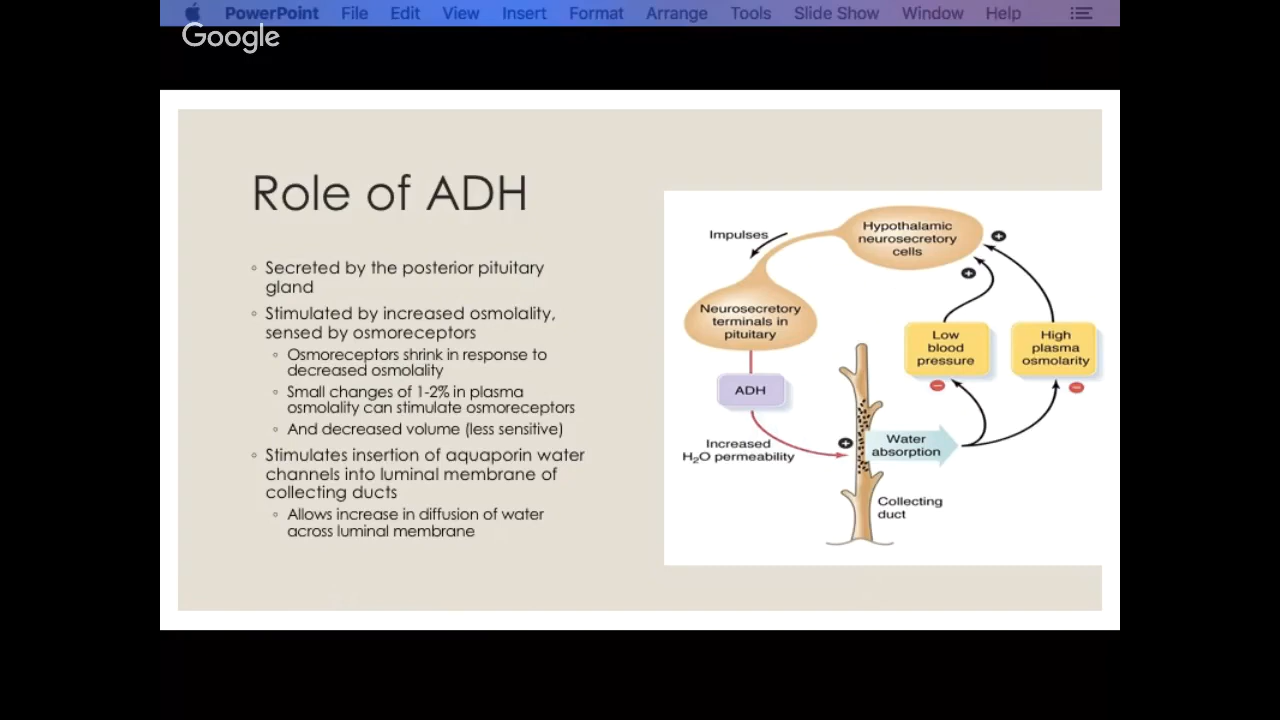 PowerPoint File Edit View Insert Format Arrange Tools Slide Show Window Help
Google
Role of ADH
◦ Secreted by the posterior pituitary
gland
◦ Stimulated by increased osmolality,
sensed by osmoreceptors
◦ Osmoreceptors shrink in response to
decreased osmolality
◦ Small changes of 1-2% in plasma
osmolality can stimulate osmoreceptors
◦ And decreased volume (less sensitive)
◦ Stimulates insertion of aquaporin water
channels into luminal membrane of
collecting ducts
◦ Allows increase in diffusion of water
across luminal membrane
Impulses
Hypothalamic
neurosecretory
cells
+
+
Neurosecretory
terminals in
pituitary
Low
blood
pressure
High
plasma
osmolarity
−
−
ADH
Increased
H₂O permeability
+
Water
absorption
Collecting
duct